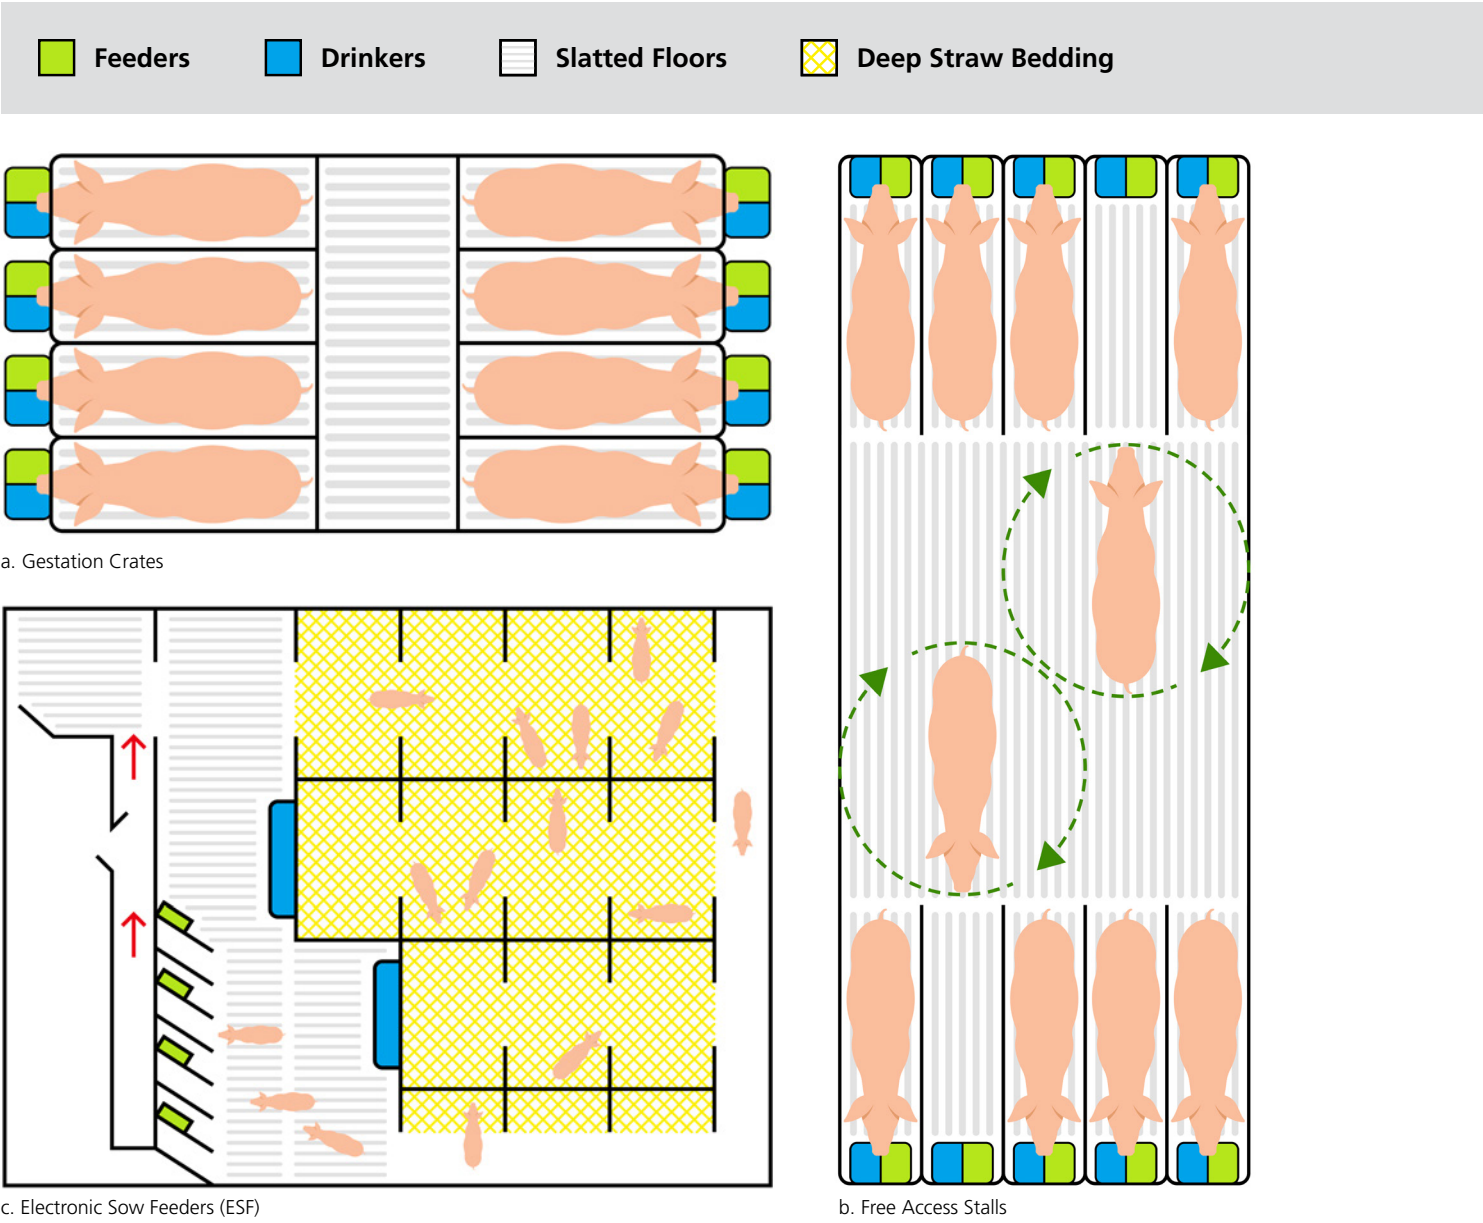 Feeders
Drinkers
Slatted Floors
Deep Straw Bedding
a. Gestation Crates
c. Electronic Sow Feeders (ESF)
b. Free Access Stalls